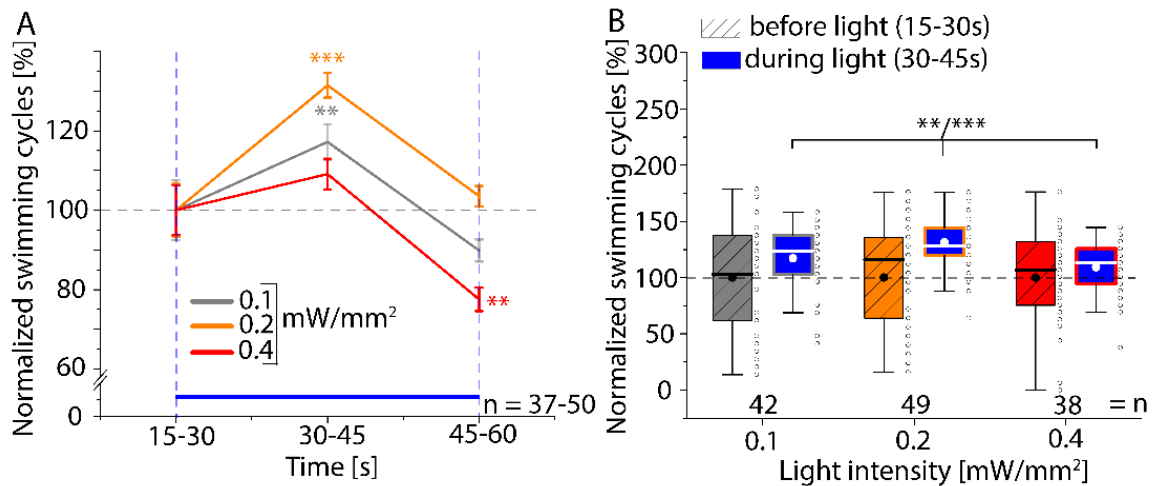 A
Normalized swimming cycles [%]
120
100
80
60
0
***
**
**
0.1
0.2
0.4
mW/mm²
n = 37-50
15-30
30-45
45-60
Time [s]
B
before light (15-30s)
during light (30-45s)
Normalized swimming cycles [%]
300
250
200
150
100
50
0
**/***
42
49
38
= n
0.1
0.2
0.4
Light intensity [mW/mm²]